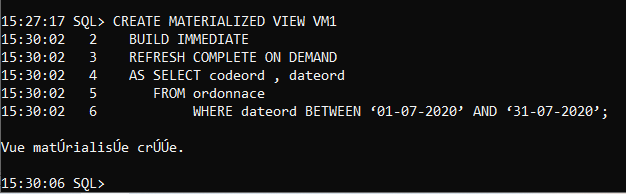 15:27:17 SQL> CREATE MATERIALIZED VIEW VM1
15:30:02   2    BUILD IMMEDIATE
15:30:02   3    REFRESH COMPLETE ON DEMAND
15:30:02   4    AS SELECT codeord , dateord
15:30:02   5       FROM ordonnace
15:30:02   6            WHERE dateord BETWEEN ‘01-07-2020’ AND ‘31-07-2020’;
Vue matÚrialisÚe crÚÚe.
15:30:06 SQL>